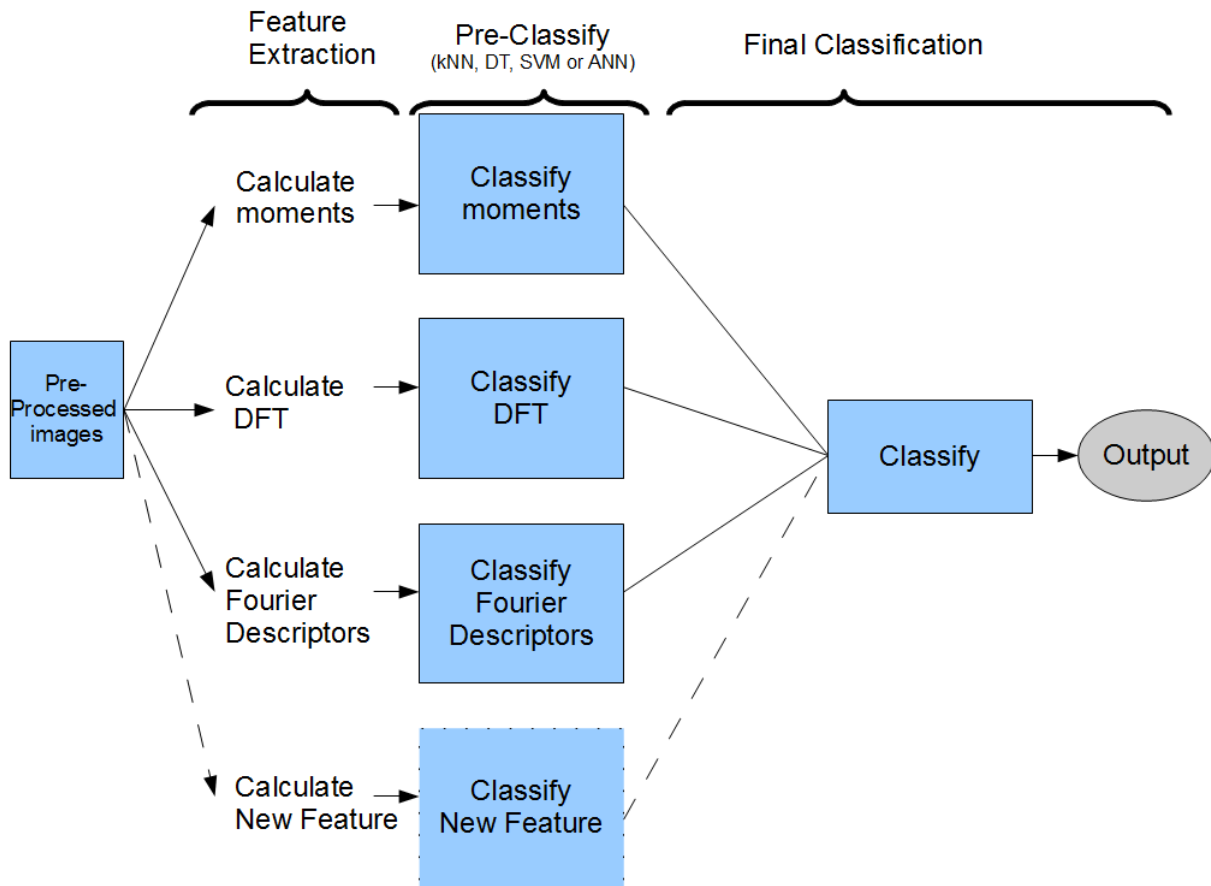 Feature
Extraction
Pre-Classify
(kNN, DT, SVM or ANN)
Final Classification
Pre-
Processed
images
Calculate
moments
Classify
moments
Calculate
DFT
Classify
DFT
Calculate
Fourier
Descriptors
Classify
Fourier
Descriptors
Calculate
New Feature
Classify
New Feature
Classify
Output